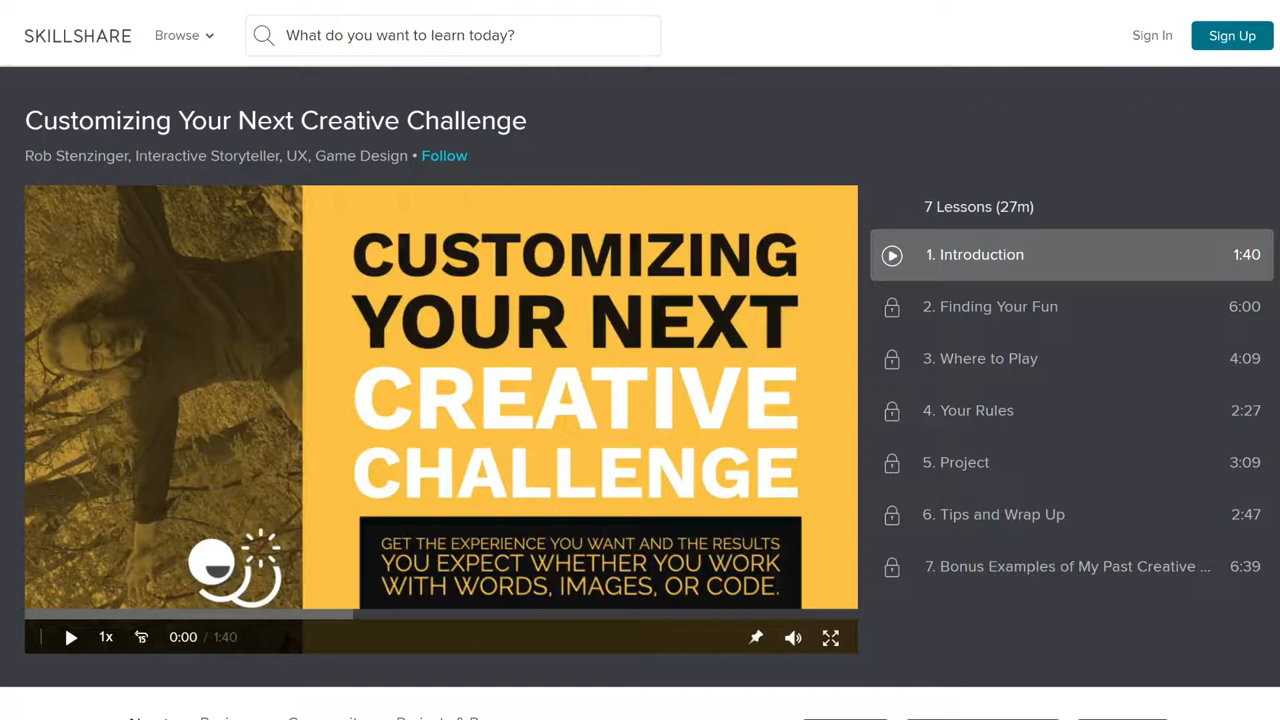 SKILLSHARE
Browse
What do you want to learn today?
Sign In
Sign Up
Customizing Your Next Creative Challenge
Rob Stenzinger, Interactive Storyteller, UX, Game Design • Follow
CUSTOMIZING
YOUR NEXT
CREATIVE
CHALLENGE
GET THE EXPERIENCE YOU WANT AND THE RESULTS
YOU EXPECT WHETHER YOU WORK
WITH WORDS, IMAGES, OR CODE.
1x
15
0:00 / 1:40
7 Lessons (27m)
1. Introduction 1:40
2. Finding Your Fun 6:00
3. Where to Play 4:09
4. Your Rules 2:27
5. Project 3:09
6. Tips and Wrap Up 2:47
7. Bonus Examples of My Past Creative ... 6:39